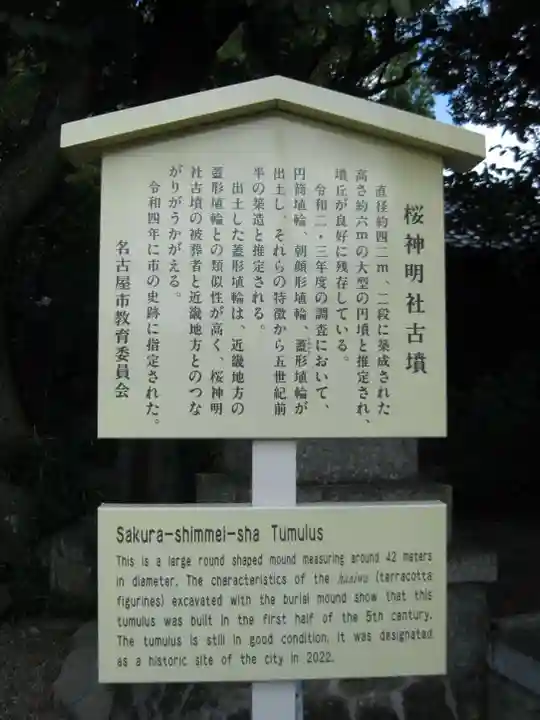 桜神明社古墳
直径約四二m、二段に築成された
高さ約六mの大型の円墳と推定され、
墳丘が良好に残存している。
令和二・三年度の調査において、
円筒埴輪、朝顔形埴輪、蓋形埴輪が
出土し、それらの特徴から五世紀前
半の築造と推定される。
出土した蓋形埴輪は、近畿地方の
蓋形埴輪との類似性が高く、桜神明
社古墳の被葬者と近畿地方とのつな
がりがうかがえる。
令和四年に市の史跡に指定された。
名古屋市教育委員会
Sakura-shimmei-sha Tumulus
This is a large round shaped mound measuring around 42 meters
in diameter. The characteristics of the haniwa (terracotta
figurines) excavated with the burial mound show that this
tumulus was built in the first half of the 5th century.
The tumulus is still in good condition. It was designated
as a historic site of the city in 2022.